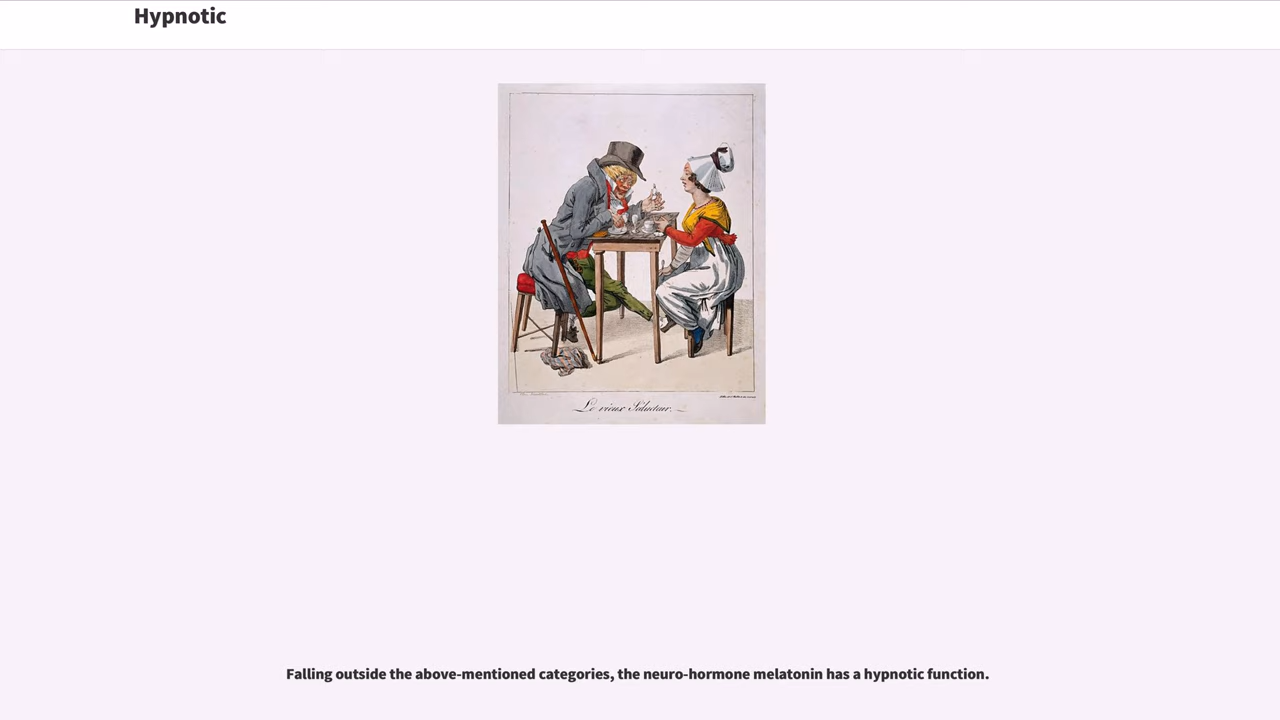 Hypnotic
Le vieux Séducteur.
Falling outside the above-mentioned categories, the neuro-hormone melatonin has a hypnotic function.